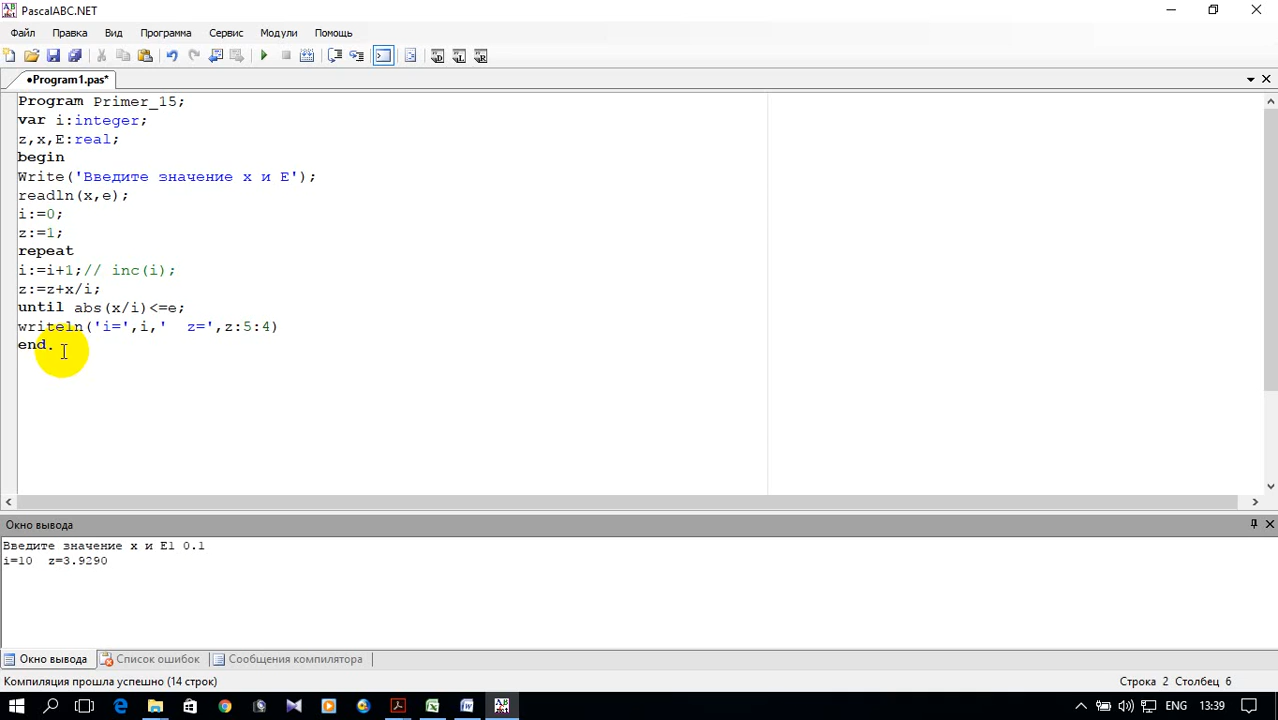 PascalABC.NET
Файл Правка Вид Программа Сервис Модули Помощь
•Program1.pas*
Program Primer_15;
var i:integer;
z,x,E:real;
begin
Write('Введите значение x и E');
readln(x,e);
i:=0;
z:=1;
repeat
i:=i+1;// inc(i);
z:=z+x/i;
until abs(x/i)<=e;
writeln('i=',i,'  z=',z:5:4)
end.
Окно вывода
Введите значение x и E1 0.1
i=10  z=3.9290
Окно вывода Список ошибок Сообщения компилятора
Компиляция прошла успешно (14 строк) Строка 2 Столбец 6
ENG 13:39